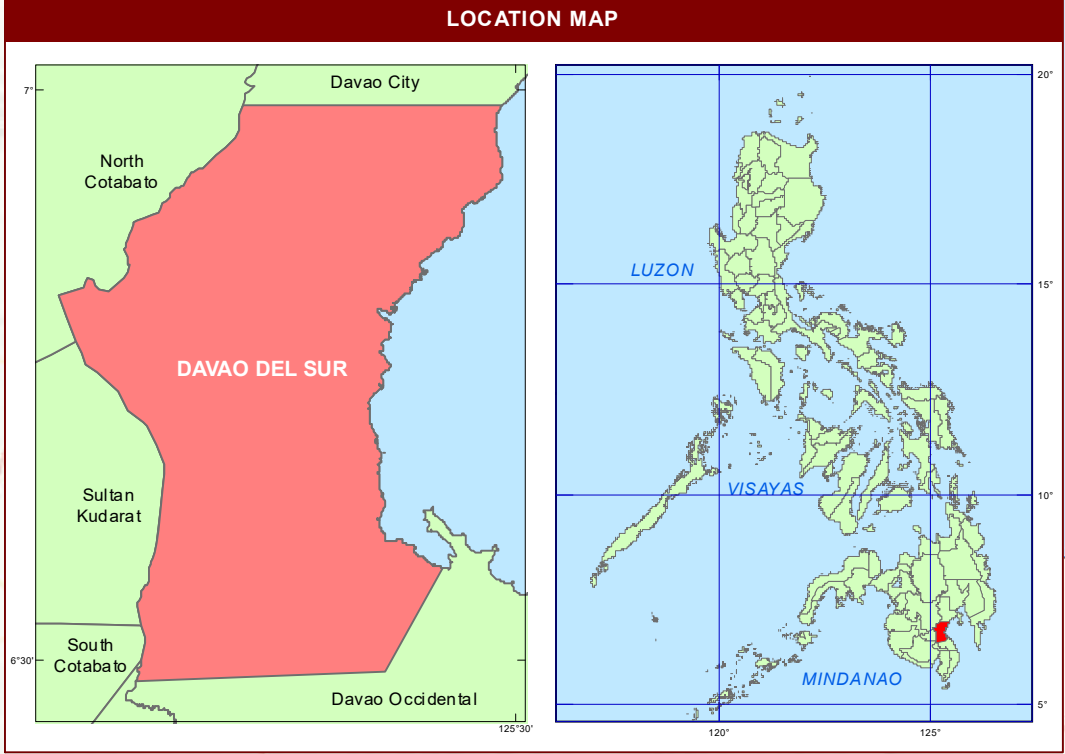 LOCATION MAP
Davao City
7°
North
Cotabato
DAVAO DEL SUR
Sultan
Kudarat
South
Cotabato
6°30'
Davao Occidental
125°30'
20°
LUZON
15°
VISAYAS
10°
MINDANAO
5°
120°
125°